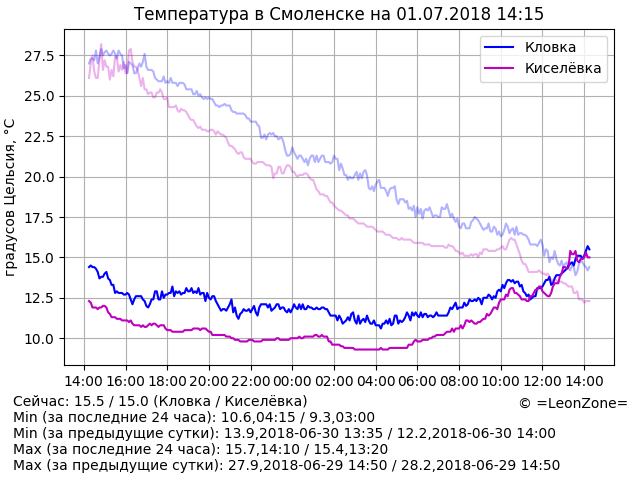 Температура в Смоленске на 01.07.2018 14:15
Кловка
Киселёвка
градусов Цельсия, °C
27.5
25.0
22.5
20.0
17.5
15.0
12.5
10.0
14:00 16:00 18:00 20:00 22:00 00:00 02:00 04:00 06:00 08:00 10:00 12:00 14:00
Сейчас: 15.5 / 15.0 (Кловка / Киселёвка)
© =LeonZone=
Min (за последние 24 часа): 10.6,04:15 / 9.3,03:00
Min (за предыдущие сутки): 13.9,2018-06-30 13:35 / 12.2,2018-06-30 14:00
Max (за последние 24 часа): 15.7,14:10 / 15.4,13:20
Max (за предыдущие сутки): 27.9,2018-06-29 14:50 / 28.2,2018-06-29 14:50